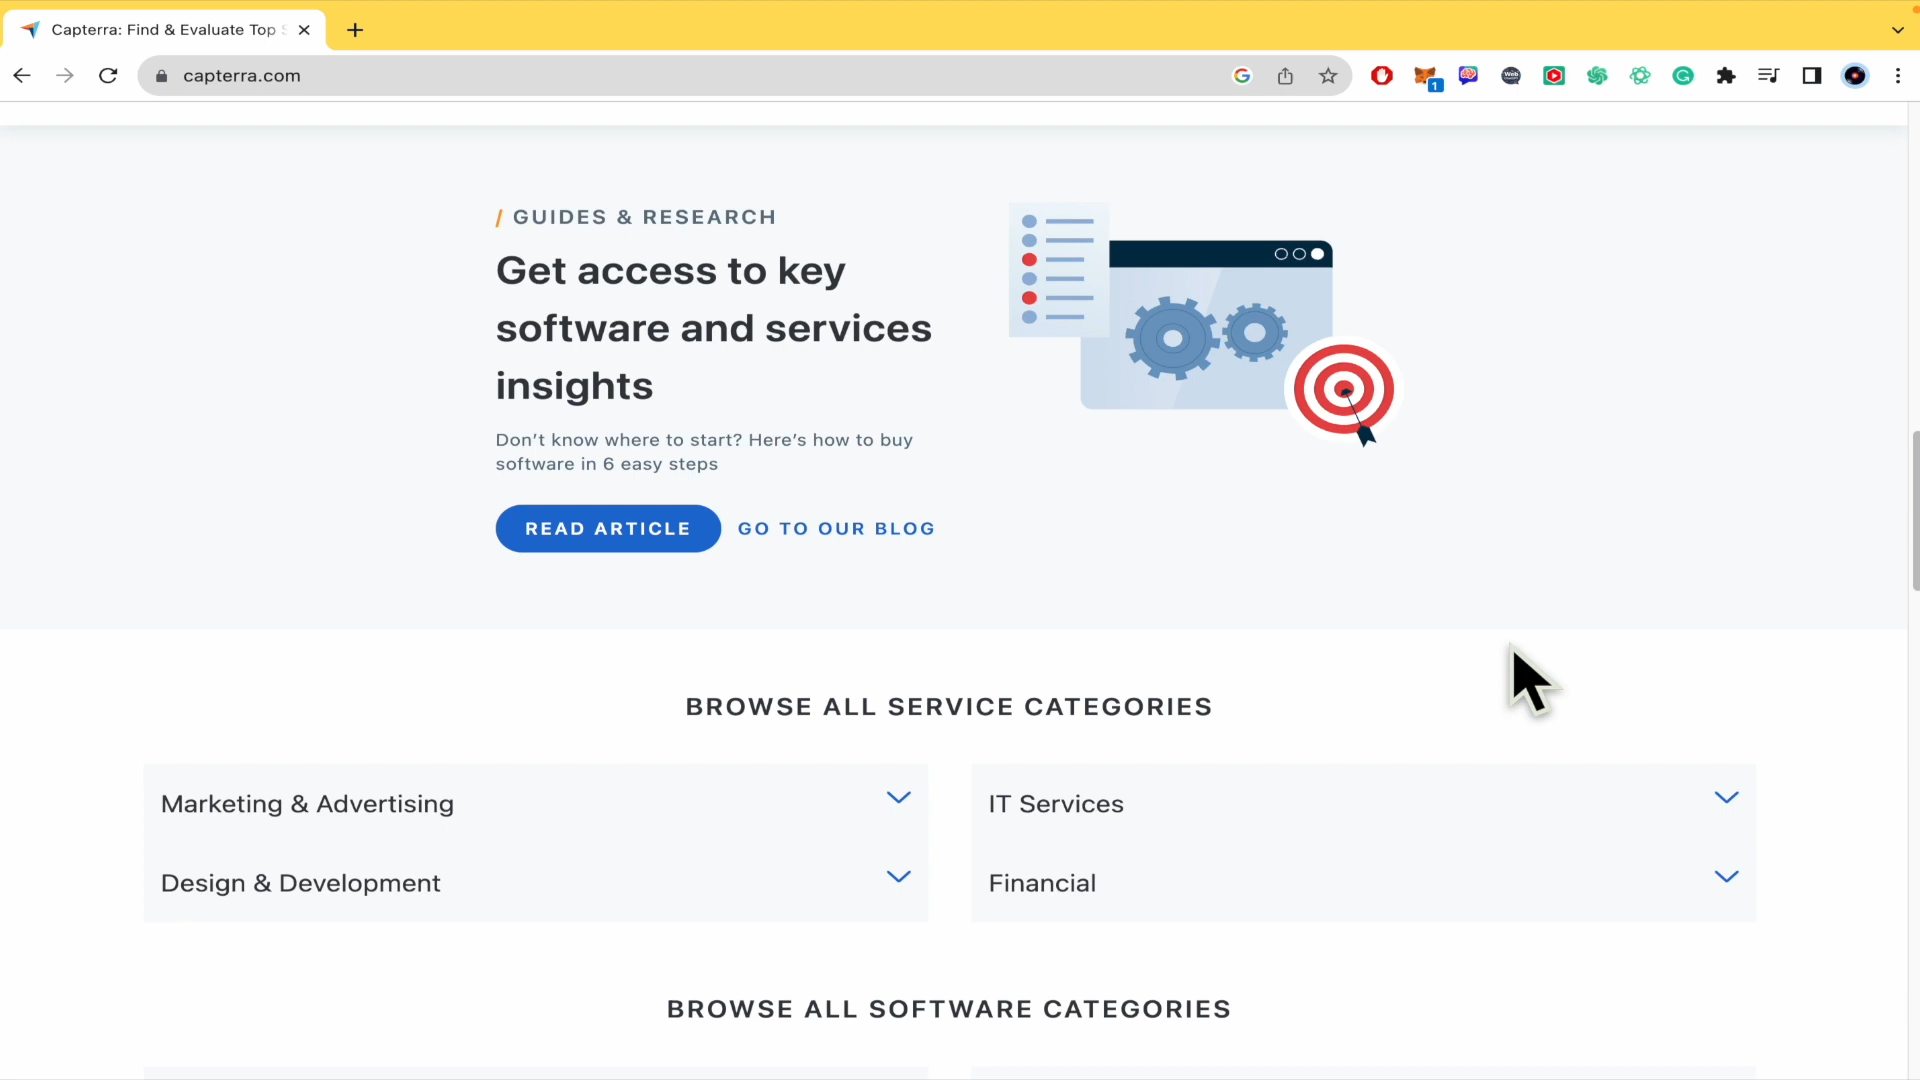 Capterra: Find & Evaluate Top S
capterra.com
1
/ GUIDES & RESEARCH
Get access to key
software and services
insights
Don't know where to start? Here's how to buy
software in 6 easy steps
READ ARTICLE GO TO OUR BLOG
BROWSE ALL SERVICE CATEGORIES
Marketing & Advertising
IT Services
Design & Development
Financial
BROWSE ALL SOFTWARE CATEGORIES